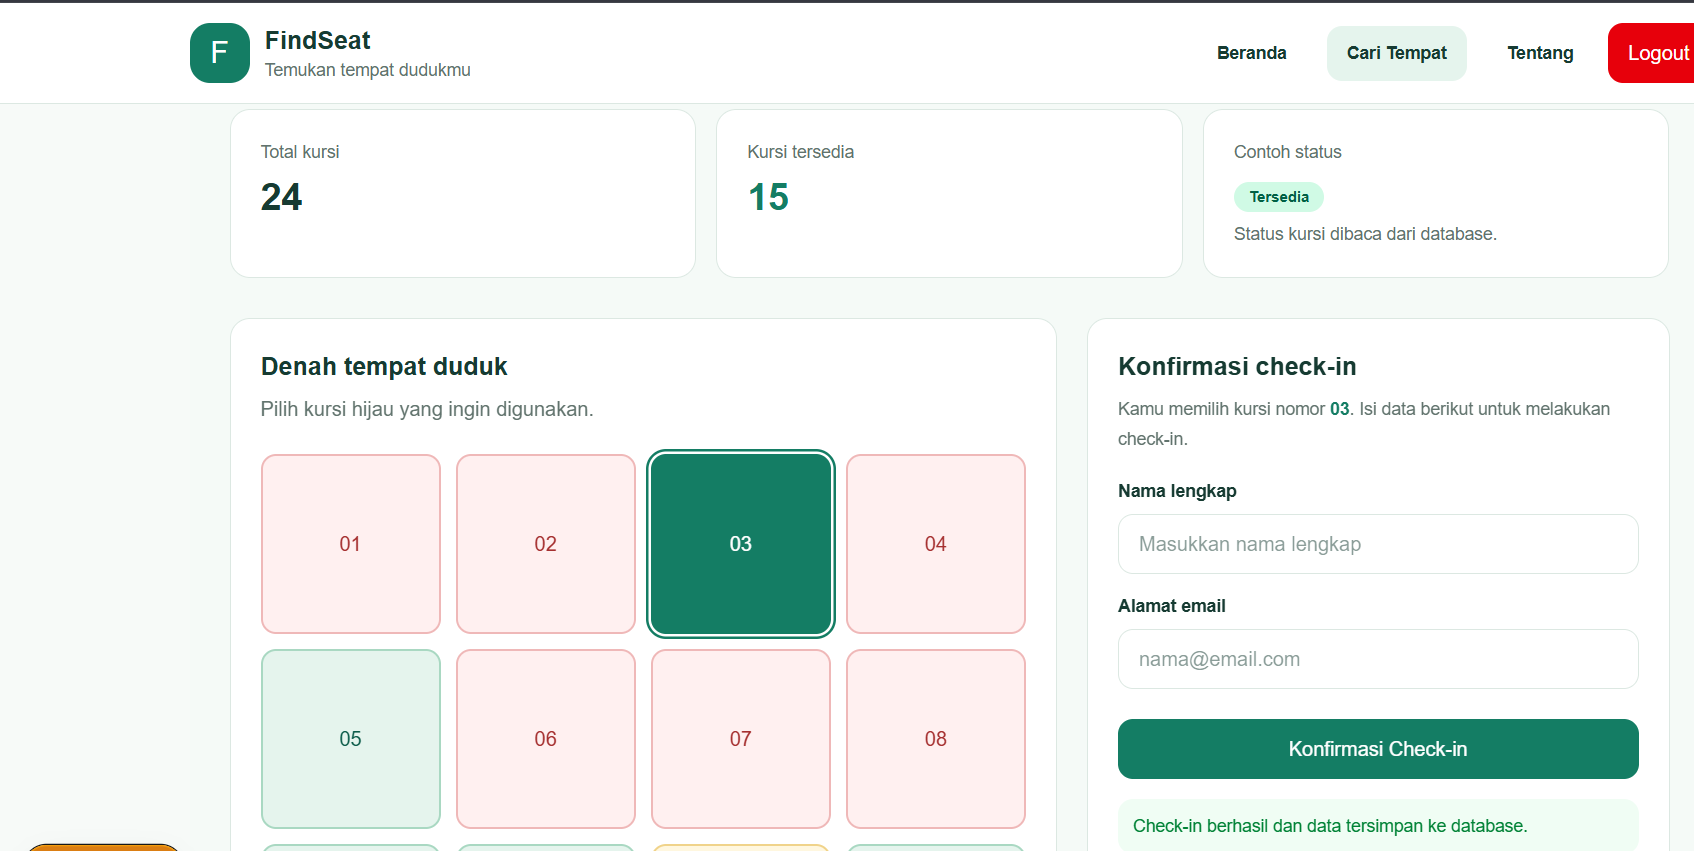 F
FindSeat
Temukan tempat dudukmu
Beranda
Cari Tempat
Tentang
Logout
Total kursi
24
Kursi tersedia
15
Contoh status
Tersedia
Status kursi dibaca dari database.
Denah tempat duduk
Pilih kursi hijau yang ingin digunakan.
01
02
03
04
05
06
07
08
Konfirmasi check-in
Kamu memilih kursi nomor 03. Isi data berikut untuk melakukan
check-in.
Nama lengkap
Masukkan nama lengkap
Alamat email
nama@email.com
Konfirmasi Check-in
Check-in berhasil dan data tersimpan ke database.